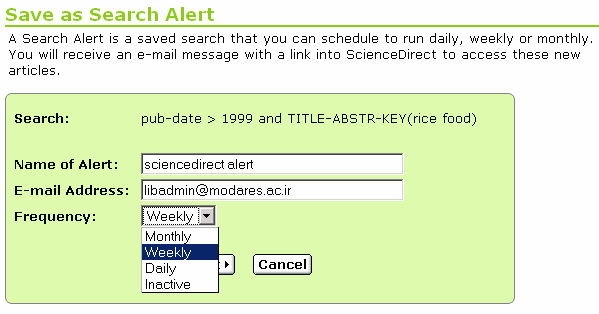 Save as Search Alert
A Search Alert is a saved search that you can schedule to run daily, weekly or monthly.
You will receive an e-mail message with a link into ScienceDirect to access these new
articles.
Search: pub-date > 1999 and TITLE-ABSTR-KEY(rice food)
Name of Alert: sciencedirect alert
E-mail Address: libadmin@modares.ac.ir
Frequency: Weekly
Monthly
Weekly
Daily
Inactive
Cancel